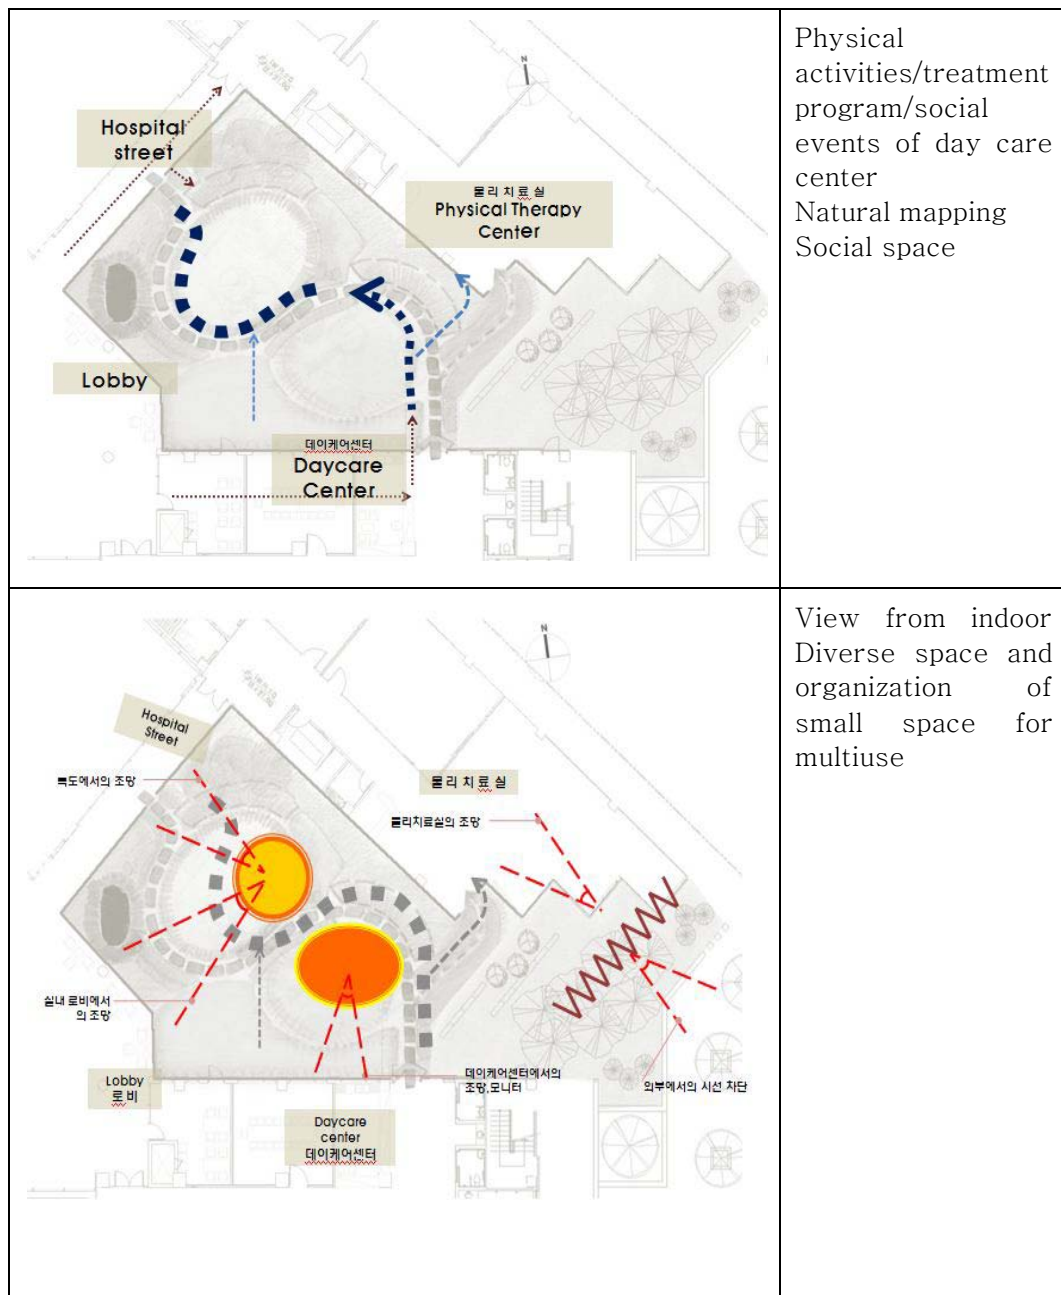 N
Hospital
street
물리치료실
Physical Therapy
Center
Lobby
데이케어센터
Daycare
Center
Physical
activities/treatment
program/social
events of day care
center
Natural mapping
Social space
N
Hospital
Street
복도에서의 조망
물리치료실
물리치료실의 조망
실내 로비에서
의 조망
Lobby
로비
데이케어센터에서의
조망,모니터
외부에서의 시선 차단
Daycare
center
데이케어센터
View from indoor
Diverse space and
organization of
small space for
multiuse